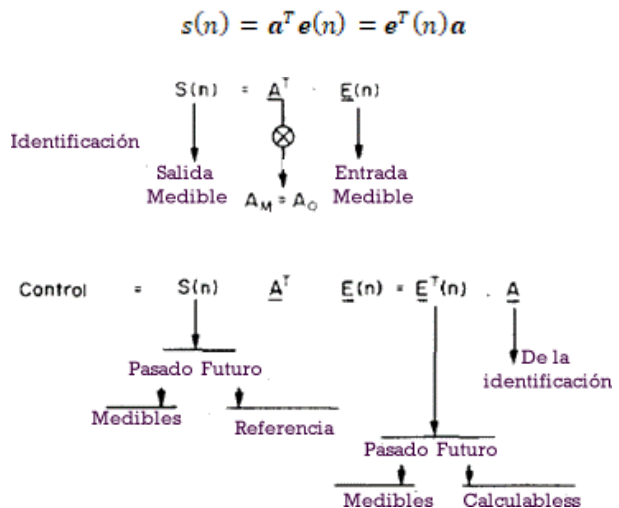 s(n) = aᵀe(n) = eᵀ(n)a
S(n) = Aᵀ · E(n)
Identificación
Salida Medible
Entrada Medible
A_M = A_O
Control = S(n) Aᵀ E(n) = Eᵀ(n) . A
Pasado Futuro
De la identificación
Medibles
Referencia
Pasado Futuro
Medibles Calculabless